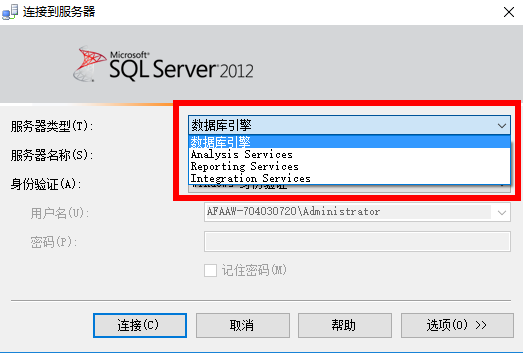 连接到服务器
Microsoft®
SQL Server® 2012
服务器类型(T):
数据库引擎
数据库引擎
Analysis Services
Reporting Services
Integration Services
服务器名称(S):
身份验证(A):
Windows 身份验证
用户名(U):
AFAAW-704030720\Administrator
密码(P):
记住密码(M)
连接(C)
取消
帮助
选项(O) >>